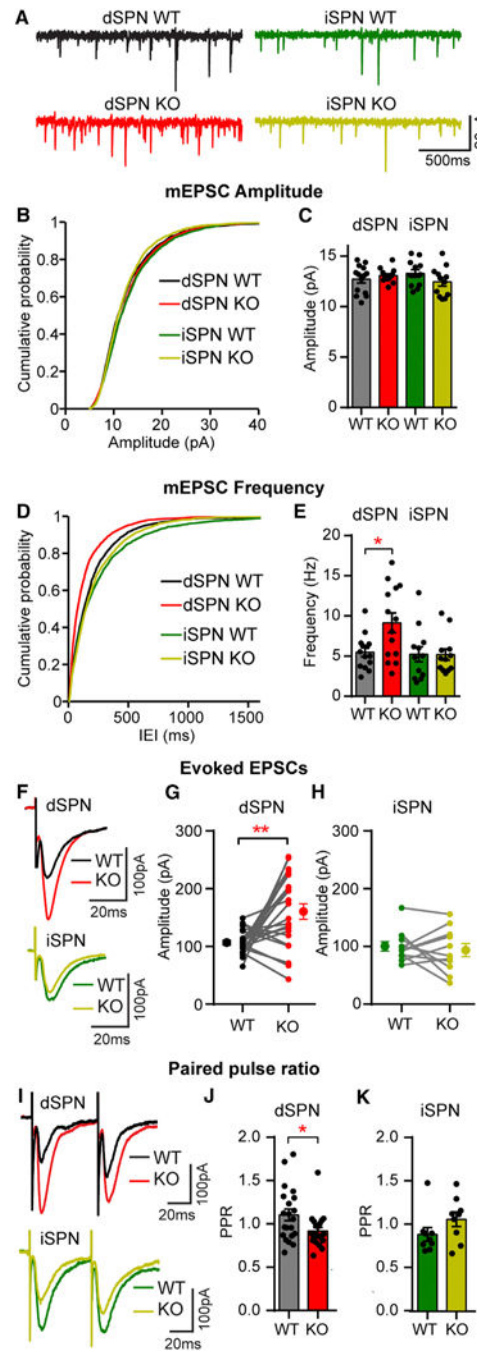 A
dSPN WT
iSPN WT
dSPN KO
iSPN KO
500ms
mEPSC Amplitude
B
Cumulative probability
1
0.8
0.6
0.4
0.2
0
0 10 20 30 40
Amplitude (pA)
dSPN WT
dSPN KO
iSPN WT
iSPN KO
C
dSPN iSPN
Amplitude (pA)
15
10
5
0
WT KO WT KO
mEPSC Frequency
D
Cumulative probability
1
0.8
0.6
0.4
0.2
0
0 500 1000 1500
IEI (ms)
dSPN WT
dSPN KO
iSPN WT
iSPN KO
E
dSPN iSPN
*
Frequency (Hz)
20
15
10
5
0
WT KO WT KO
Evoked EPSCs
F
dSPN
WT
KO
100pA
20ms
iSPN
WT
KO
100pA
20ms
G
dSPN
**
Amplitude (pA)
300
200
100
0
WT KO
H
iSPN
Amplitude (pA)
300
200
100
0
WT KO
Paired pulse ratio
I
dSPN
WT
KO
100pA
20ms
iSPN
WT
KO
100pA
20ms
J
dSPN
*
PPR
2.0
1.5
1.0
0.5
0.0
WT KO
K
iSPN
PPR
2.0
1.5
1.0
0.5
0.0
WT KO